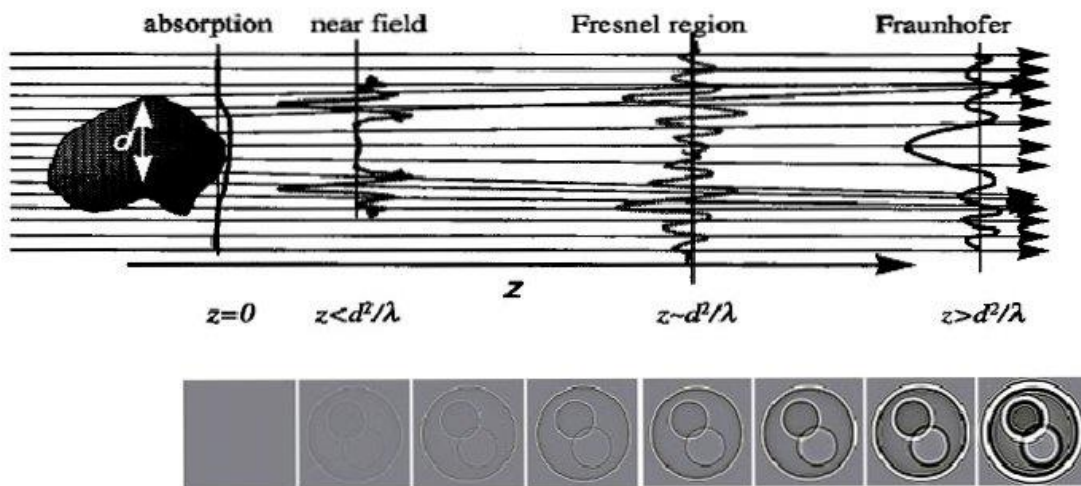 absorption near field Fresnel region Fraunhofer
d
z
z=0 z<d²/λ z~d²/λ z>d²/λ